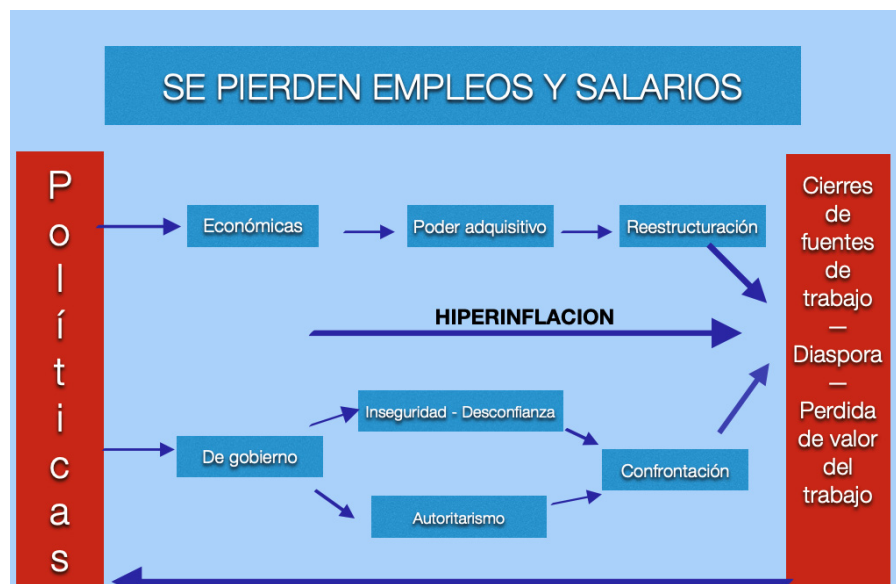 SE PIERDEN EMPLEOS Y SALARIOS
Políticas
Económicas
Poder adquisitivo
Reestructuración
HIPERINFLACION
Inseguridad - Desconfianza
De gobierno
Confrontación
Autoritarismo
Cierres
de
fuentes
de
trabajo
—
Diaspora
—
Perdida
de valor
del
trabajo